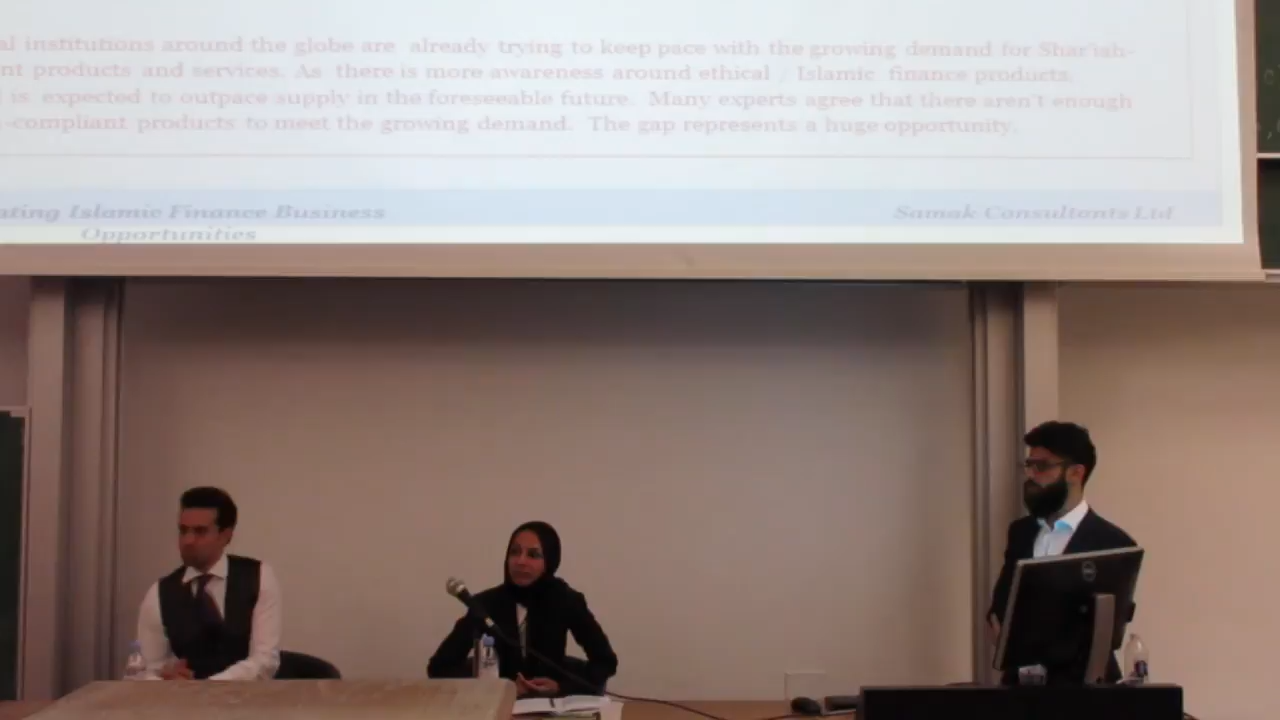 al institutions around the globe are already trying to keep pace with the growing demand for Shar'iah-
nt products and services. As there is more awareness around ethical / Islamic finance products,
is expected to outpace supply in the foreseeable future. Many experts agree that there aren't enough
-compliant products to meet the growing demand. The gap represents a huge opportunity.
ating Islamic Finance Business
Opportunities
Samak Consultants Ltd